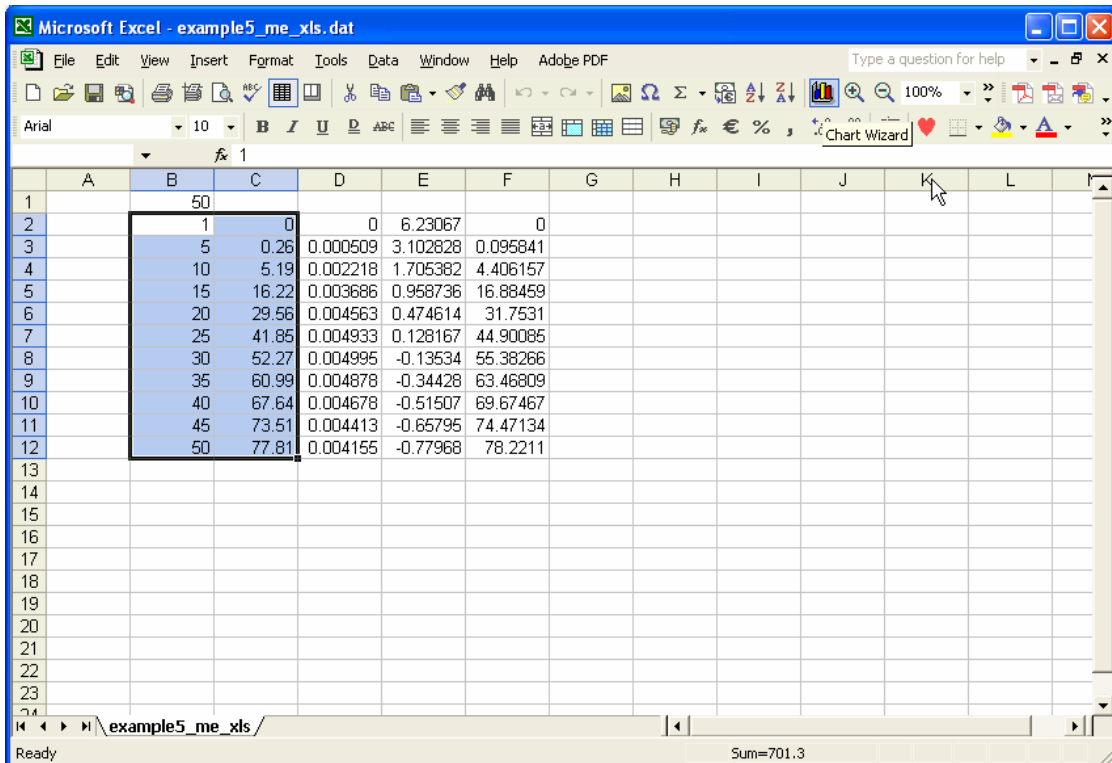 Microsoft Excel - example5_me_xls.dat
File Edit View Insert Format Tools Data Window Help Adobe PDF Type a question for help
100%
Arial 10 B I U D ABC fx € % ,
Chart Wizard
fx 1
A B C D E F G H I J K L
1 50
2 1 0 0 6.23067 0
3 5 0.26 0.000509 3.102828 0.095841
4 10 5.19 0.002218 1.705382 4.406157
5 15 16.22 0.003686 0.958736 16.88459
6 20 29.56 0.004563 0.474614 31.7531
7 25 41.85 0.004933 0.128167 44.90085
8 30 52.27 0.004995 -0.13534 55.38266
9 35 60.99 0.004878 -0.34428 63.46809
10 40 67.64 0.004678 -0.51507 69.67467
11 45 73.51 0.004413 -0.65795 74.47134
12 50 77.81 0.004155 -0.77968 78.2211
13
14
15
16
17
18
19
20
21
22
23
example5_me_xls
Ready Sum=701.3